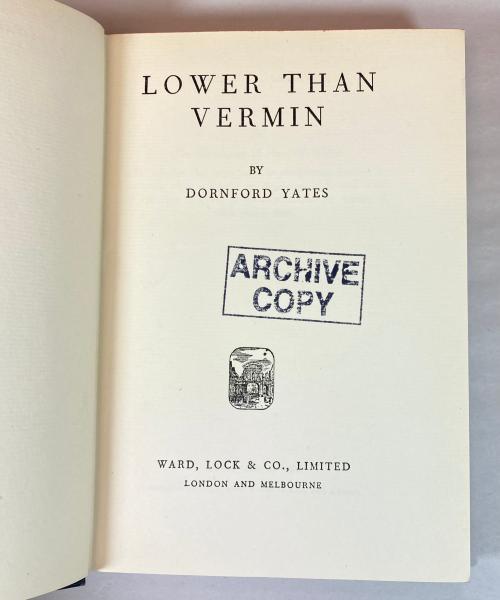 LOWER THAN
VERMIN
BY
DORNFORD YATES
ARCHIVE
COPY
WARD, LOCK & CO., LIMITED
LONDON AND MELBOURNE